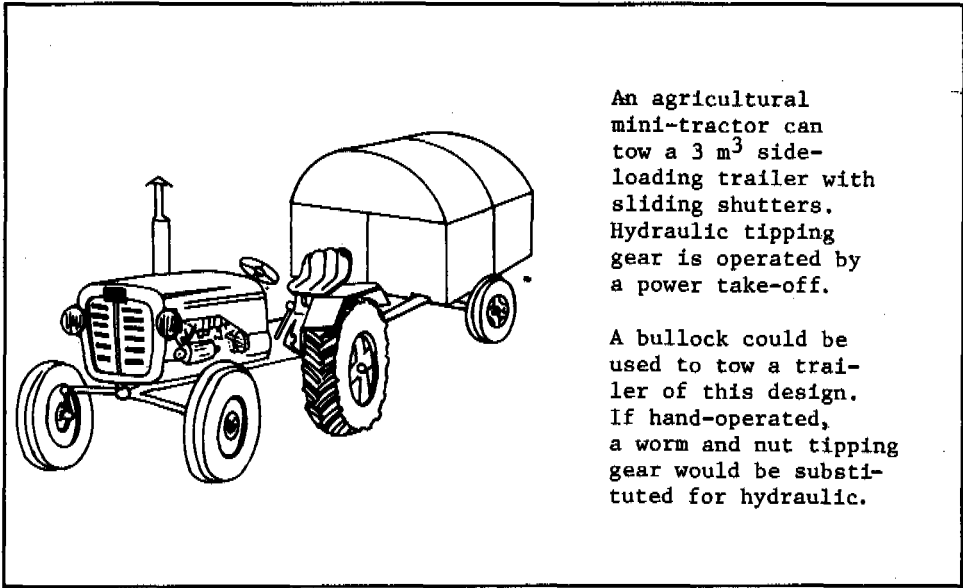 An agricultural
mini-tractor can
tow a 3 m³ side-
loading trailer with
sliding shutters.
Hydraulic tipping
gear is operated by
a power take-off.
A bullock could be
used to tow a trai-
ler of this design.
If hand-operated,
a worm and nut tipping
gear would be substi-
tuted for hydraulic.